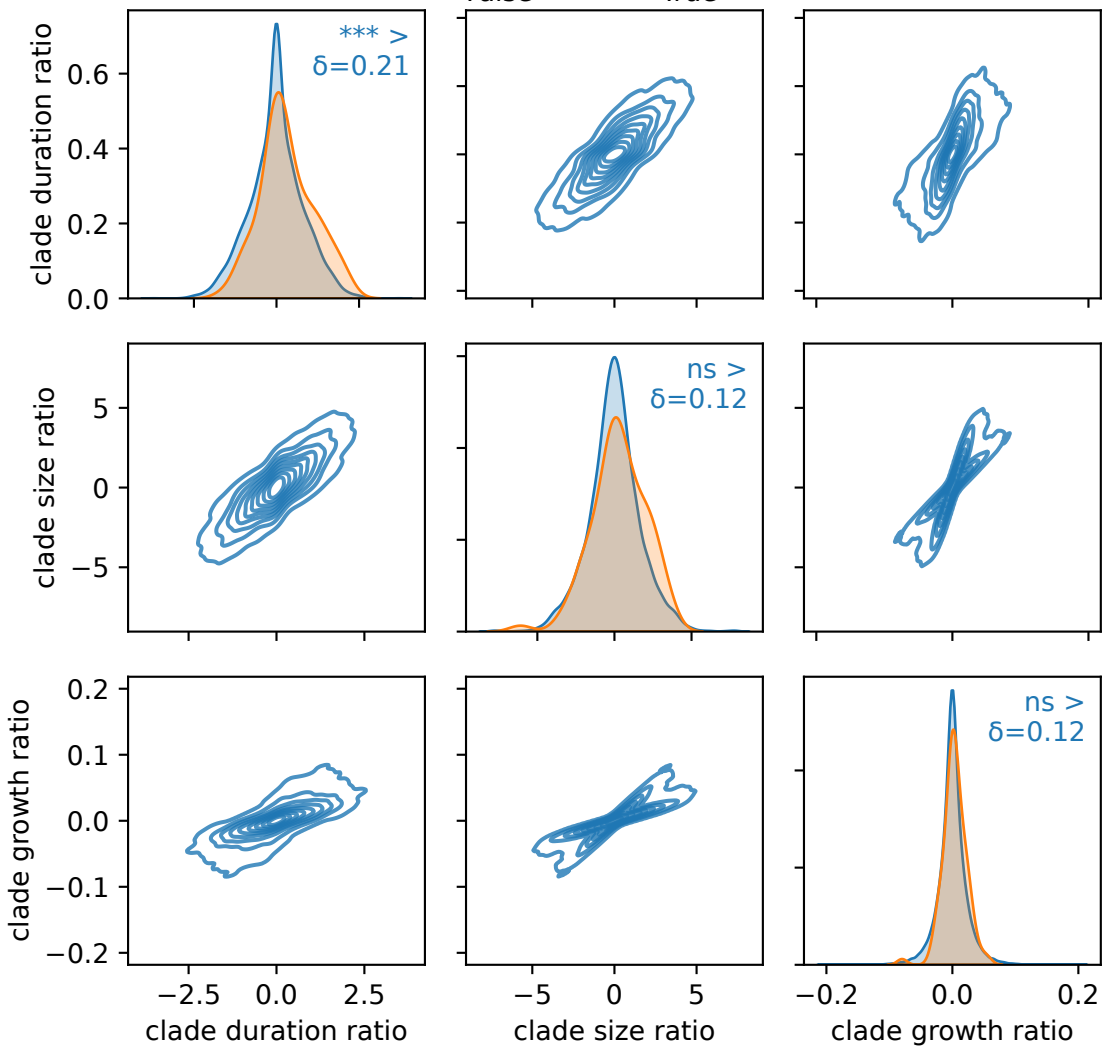 clade duration ratio
0.6
0.4
0.2
0.0
*** >
δ=0.21
clade size ratio
5
0
−5
ns >
δ=0.12
clade growth ratio
0.2
0.1
0.0
−0.1
−0.2
ns >
δ=0.12
−2.5 0.0 2.5
−5 0 5
−0.2 0.0 0.2
clade duration ratio
clade size ratio
clade growth ratio